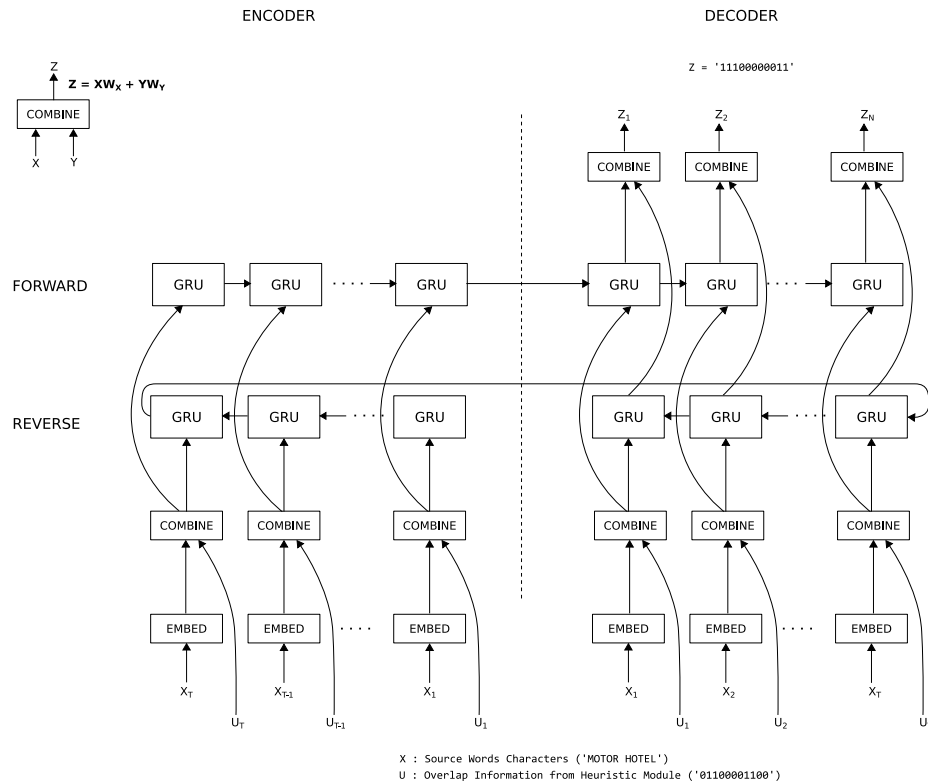 ENCODER DECODER
Z
Z = XW_X + YW_Y
Z = '11100000011'
COMBINE
X Y
Z_1 Z_2 Z_N
COMBINE COMBINE COMBINE
FORWARD GRU GRU · · · · GRU GRU GRU · · · · GRU
REVERSE GRU GRU · · · · GRU GRU GRU · · · · GRU
COMBINE COMBINE COMBINE COMBINE COMBINE COMBINE
EMBED EMBED · · · · EMBED EMBED EMBED · · · · EMBED
X_T X_T-1 X_1 X_1 X_2 X_T
U_T U_T-1 U_1 U_1 U_2 U
X : Source Words Characters ('MOTOR HOTEL')
U : Overlap Information from Heuristic Module ('01100001100')